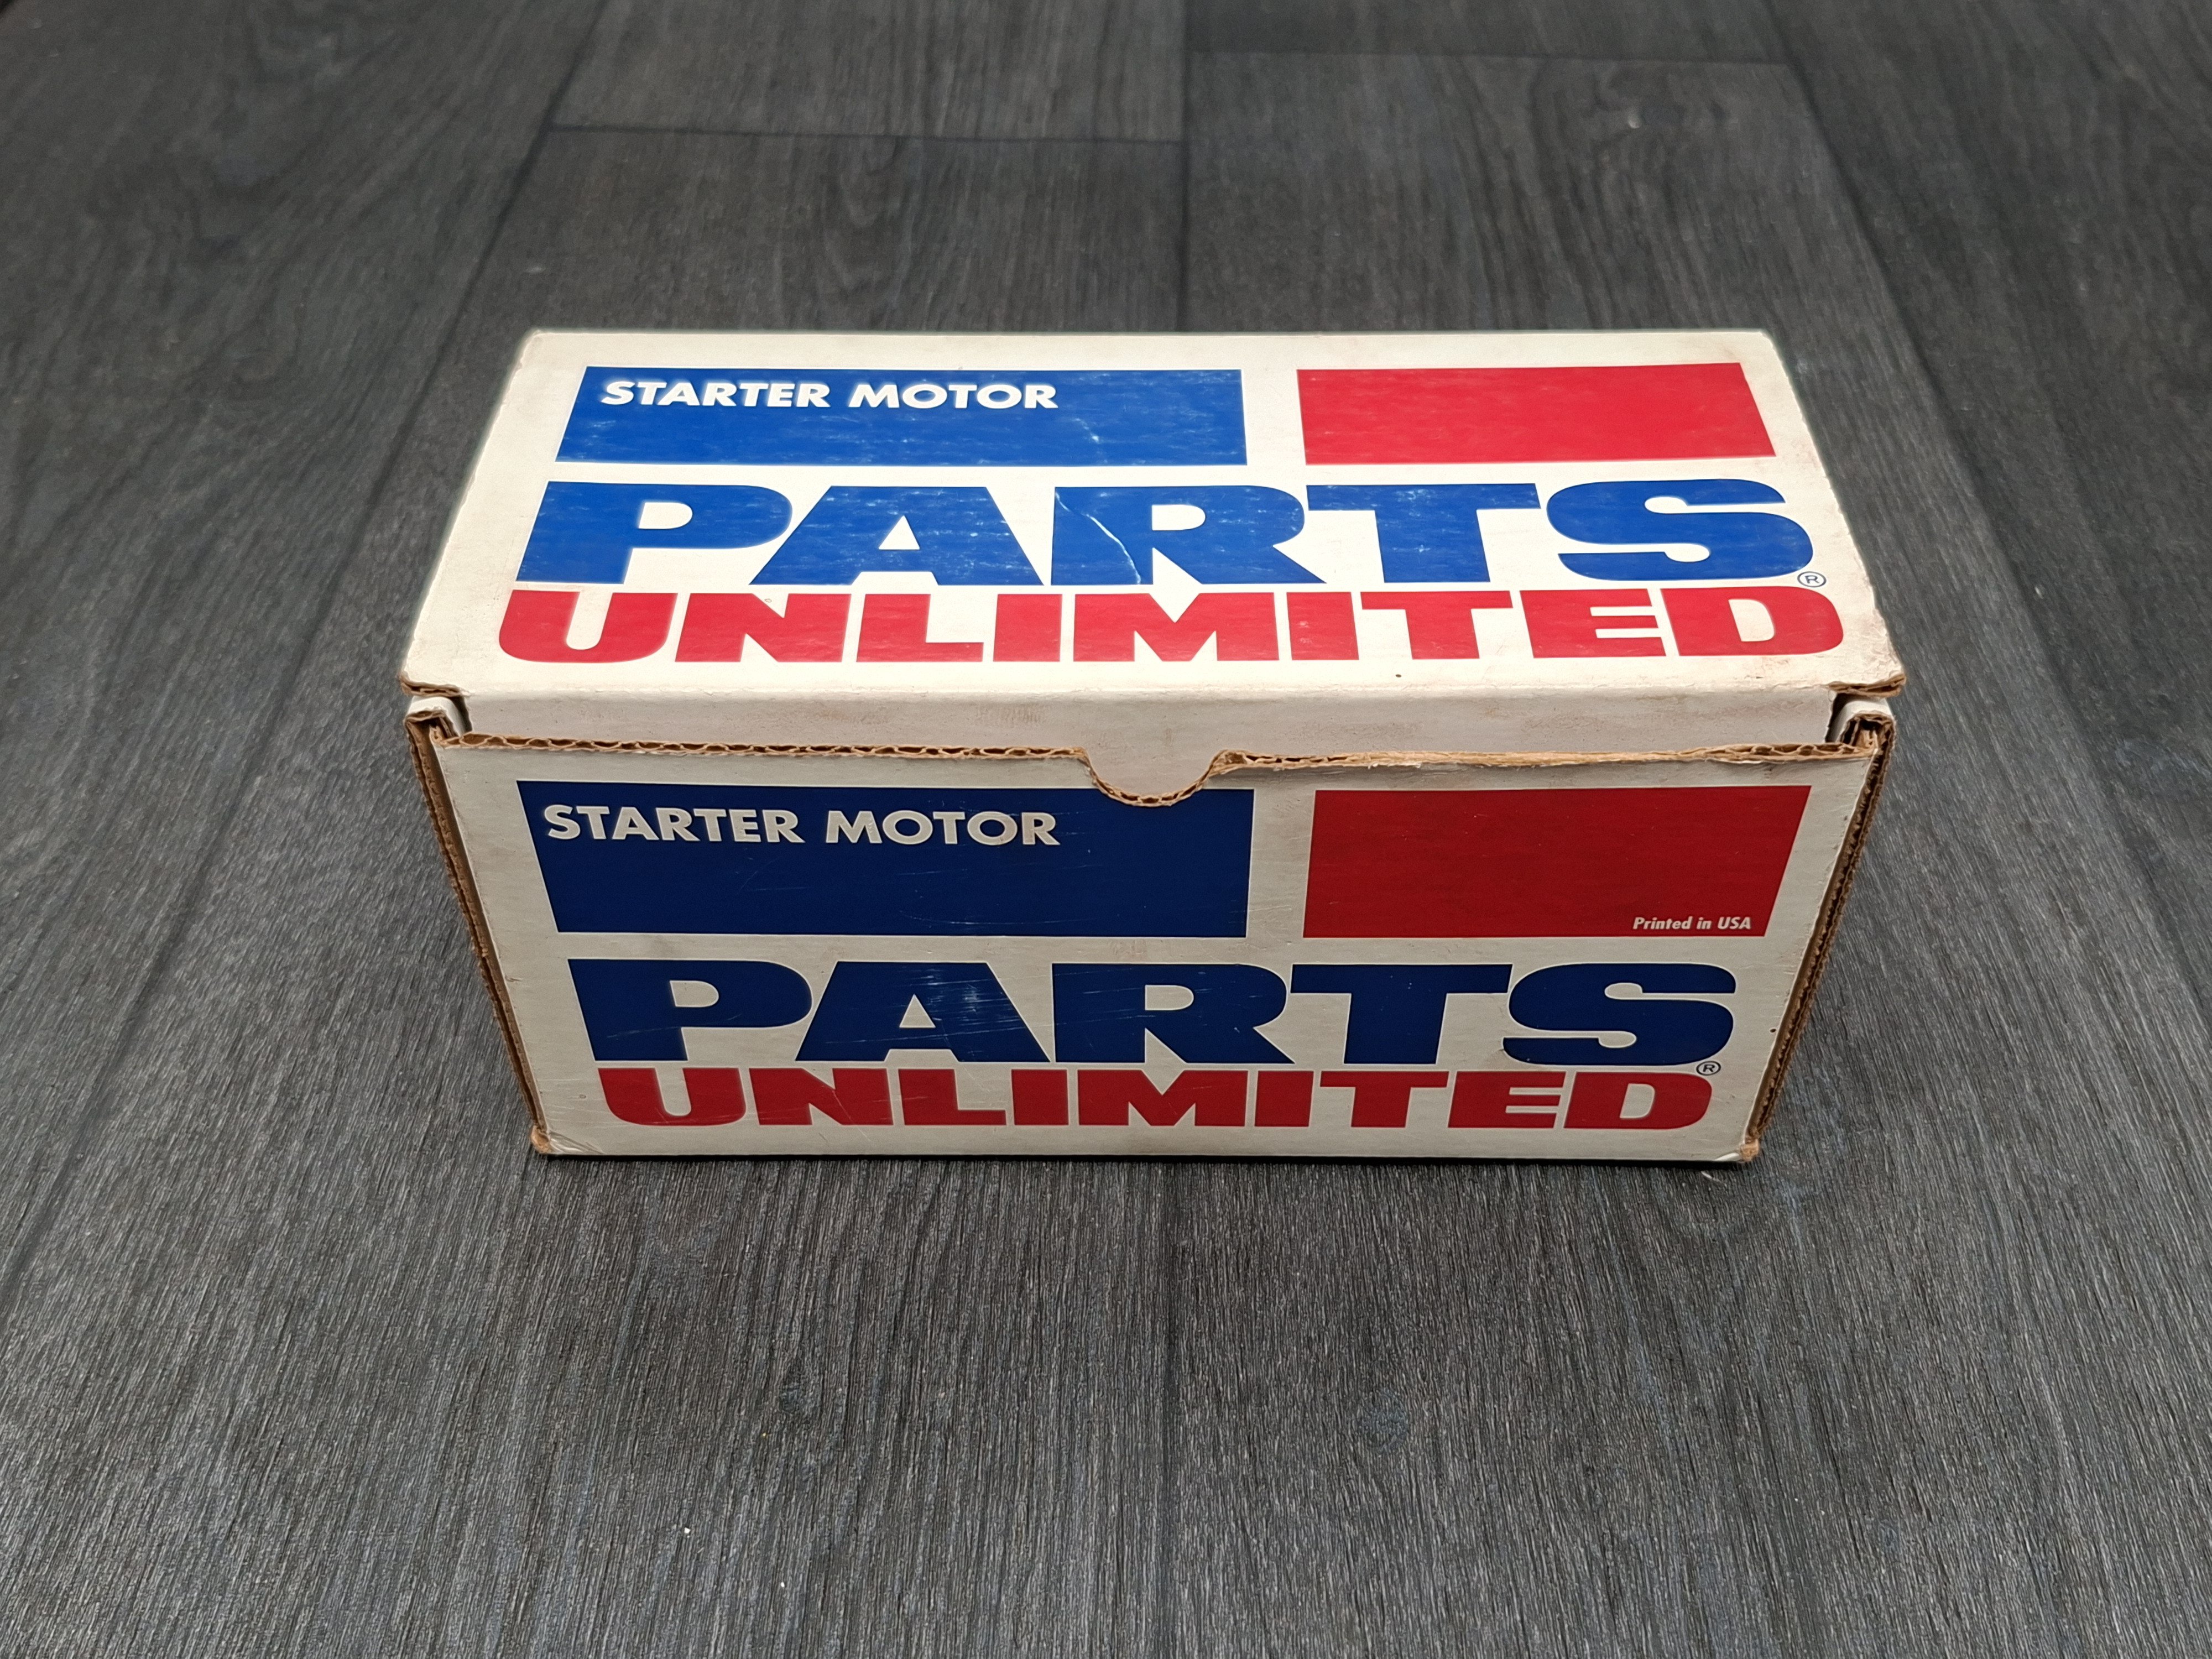 STARTER MOTOR
PARTS
UNLIMITED®
STARTER MOTOR
Printed in USA
PARTS
UNLIMITED®